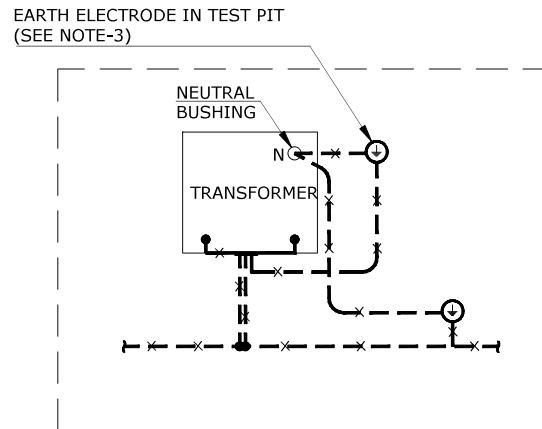 EARTH ELECTRODE IN TEST PIT
(SEE NOTE-3)
NEUTRAL
BUSHING
N
TRANSFORMER